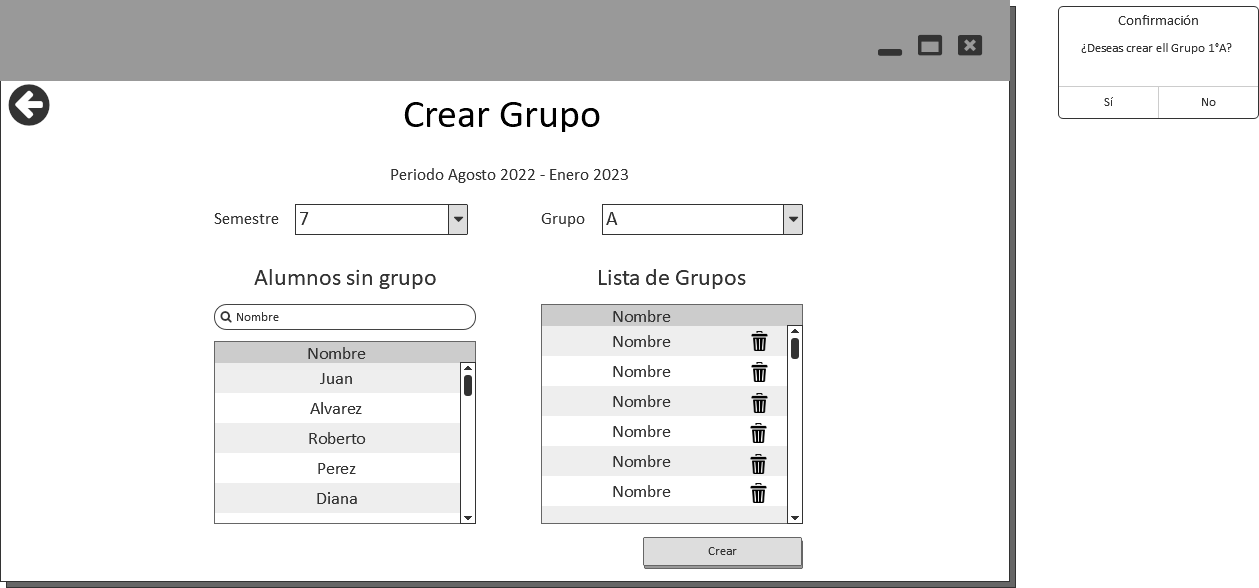 Crear Grupo
Periodo Agosto 2022 - Enero 2023
Semestre 7
Grupo A
Alumnos sin grupo
Nombre
Nombre
Juan
Alvarez
Roberto
Perez
Diana
Lista de Grupos
Nombre
Nombre
Nombre
Nombre
Nombre
Nombre
Nombre
Crear
Confirmación
¿Deseas crear ell Grupo 1°A?
Sí
No